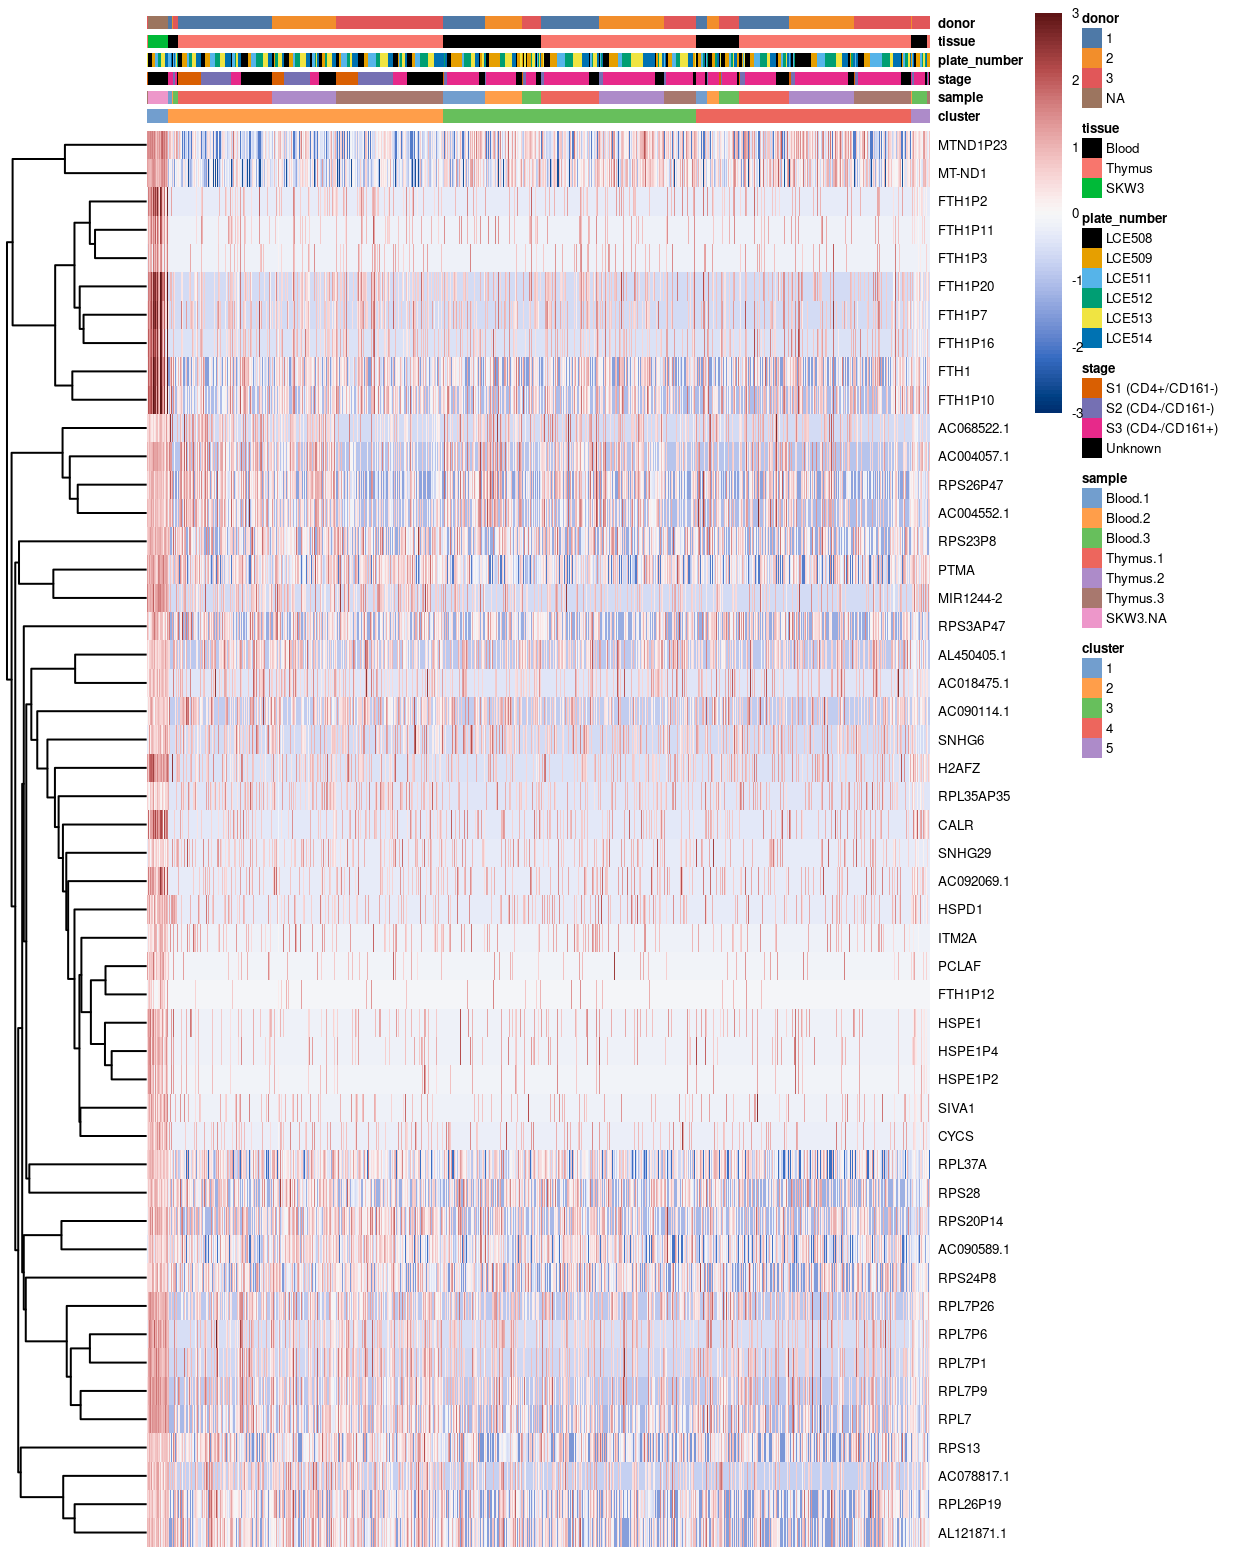 donor
tissue
plate_number
stage
sample
cluster
MTND1P23
MT-ND1
FTH1P2
FTH1P11
FTH1P3
FTH1P20
FTH1P7
FTH1P16
FTH1
FTH1P10
AC068522.1
AC004057.1
RPS26P47
AC004552.1
RPS23P8
PTMA
MIR1244-2
RPS3AP47
AL450405.1
AC018475.1
AC090114.1
SNHG6
H2AFZ
RPL35AP35
CALR
SNHG29
AC092069.1
HSPD1
ITM2A
PCLAF
FTH1P12
HSPE1
HSPE1P4
HSPE1P2
SIVA1
CYCS
RPL37A
RPS28
RPS20P14
AC090589.1
RPS24P8
RPL7P26
RPL7P6
RPL7P1
RPL7P9
RPL7
RPS13
AC078817.1
RPL26P19
AL121871.1
3
2
1
0
-1
-2
-3
donor
1
2
3
NA
tissue
Blood
Thymus
SKW3
plate_number
LCE508
LCE509
LCE511
LCE512
LCE513
LCE514
stage
S1 (CD4+/CD161-)
S2 (CD4-/CD161-)
S3 (CD4-/CD161+)
Unknown
sample
Blood.1
Blood.2
Blood.3
Thymus.1
Thymus.2
Thymus.3
SKW3.NA
cluster
1
2
3
4
5